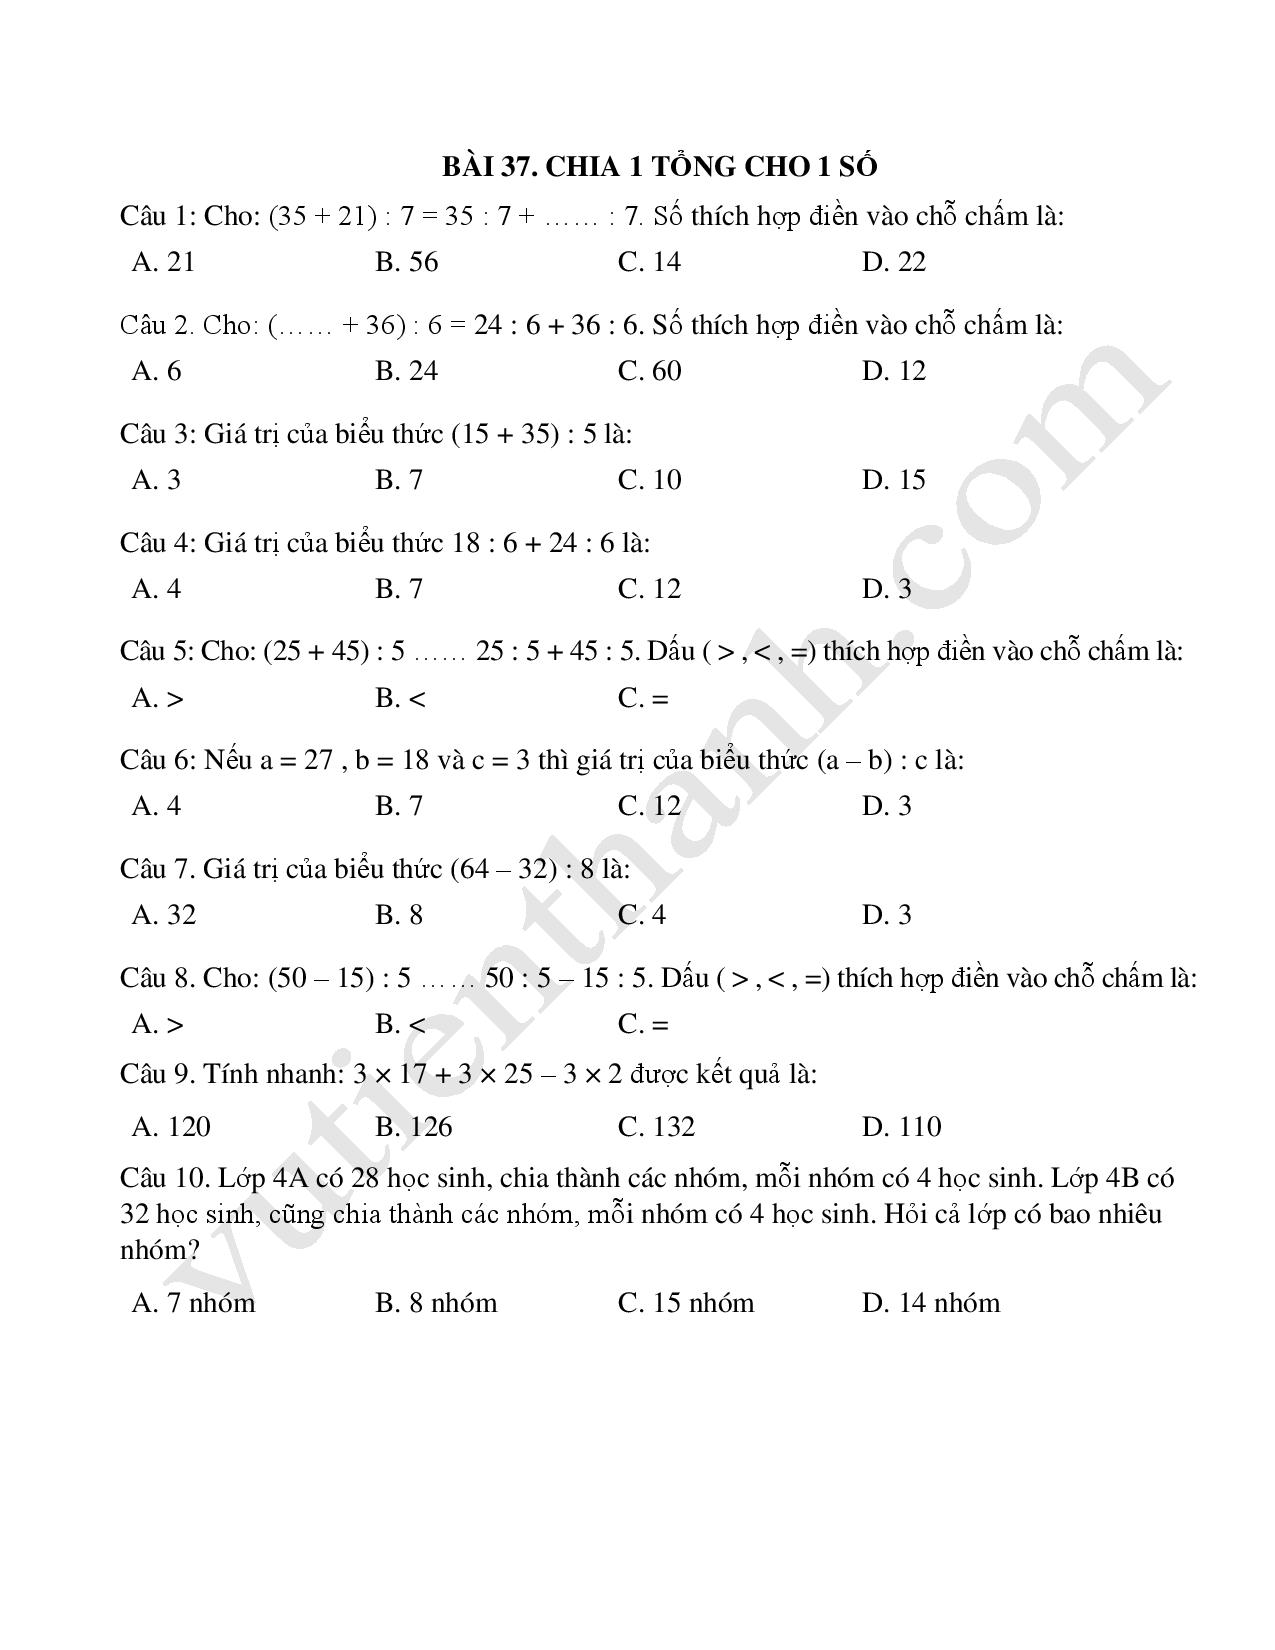 BÀI 37. CHIA 1 TỔNG CHO 1 SỐ
Câu 1: Cho: (35 + 21) : 7 = 35 : 7 + …… : 7. Số thích hợp điền vào chỗ chấm là:
A. 21 B. 56 C. 14 D. 22
Câu 2. Cho: (…… + 36) : 6 = 24 : 6 + 36 : 6. Số thích hợp điền vào chỗ chấm là:
A. 6 B. 24 C. 60 D. 12
Câu 3: Giá trị của biểu thức (15 + 35) : 5 là:
A. 3 B. 7 C. 10 D. 15
Câu 4: Giá trị của biểu thức 18 : 6 + 24 : 6 là:
A. 4 B. 7 C. 12 D. 3
Câu 5: Cho: (25 + 45) : 5 …… 25 : 5 + 45 : 5. Dấu ( > , < , =) thích hợp điền vào chỗ chấm là:
A. > B. < C. =
Câu 6: Nếu a = 27 , b = 18 và c = 3 thì giá trị của biểu thức (a – b) : c là:
A. 4 B. 7 C. 12 D. 3
Câu 7. Giá trị của biểu thức (64 – 32) : 8 là:
A. 32 B. 8 C. 4 D. 3
Câu 8. Cho: (50 – 15) : 5 …… 50 : 5 – 15 : 5. Dấu ( > , < , =) thích hợp điền vào chỗ chấm là:
A. > B. < C. =
Câu 9. Tính nhanh: 3 × 17 + 3 × 25 – 3 × 2 được kết quả là:
A. 120 B. 126 C. 132 D. 110
Câu 10. Lớp 4A có 28 học sinh, chia thành các nhóm, mỗi nhóm có 4 học sinh. Lớp 4B có
32 học sinh, cũng chia thành các nhóm, mỗi nhóm có 4 học sinh. Hỏi cả lớp có bao nhiêu
nhóm?
A. 7 nhóm B. 8 nhóm C. 15 nhóm D. 14 nhóm
vutienthanh.com